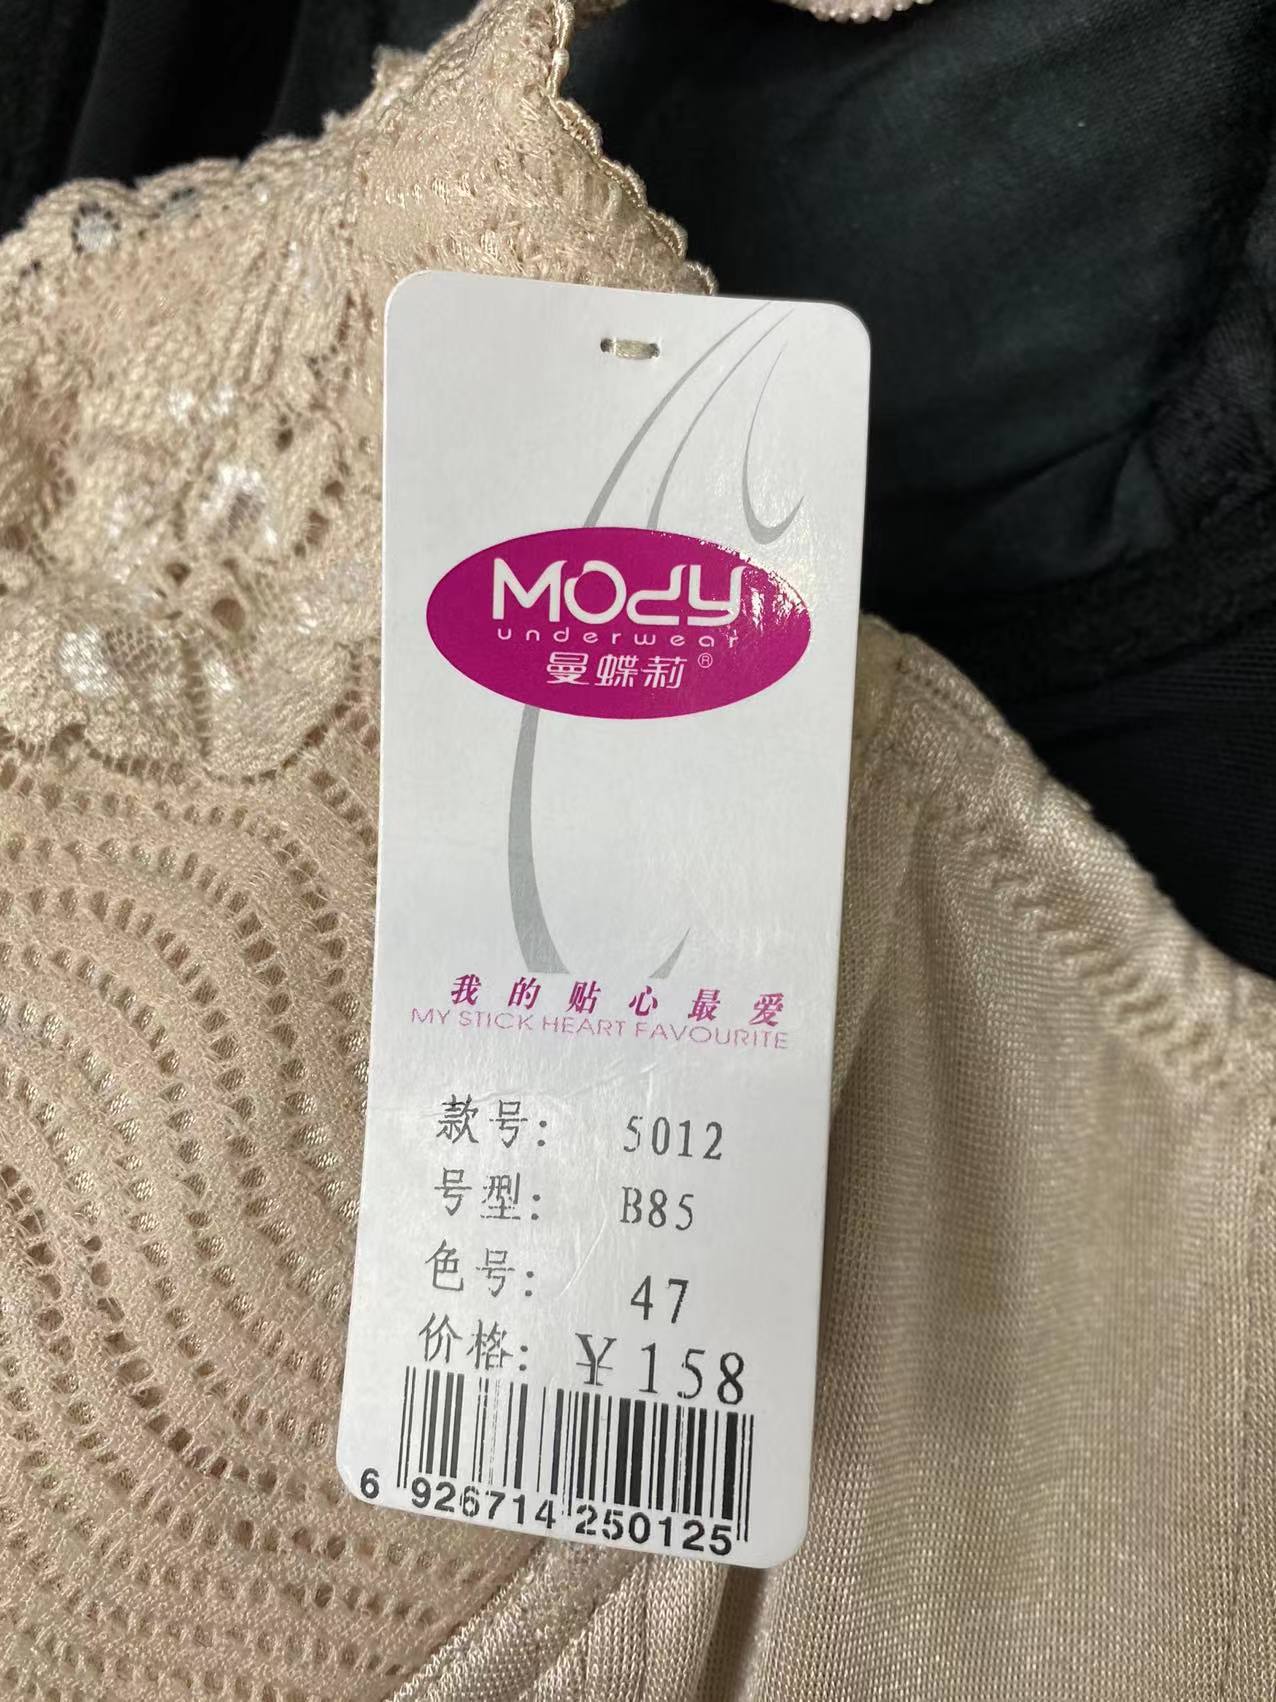 Mody
underwear
曼蝶莉®
我的贴心最爱
MY STICK HEART FAVOURITE
款号: 5012
号型: B85
色号: 47
价格: ¥158
6 926714 250125